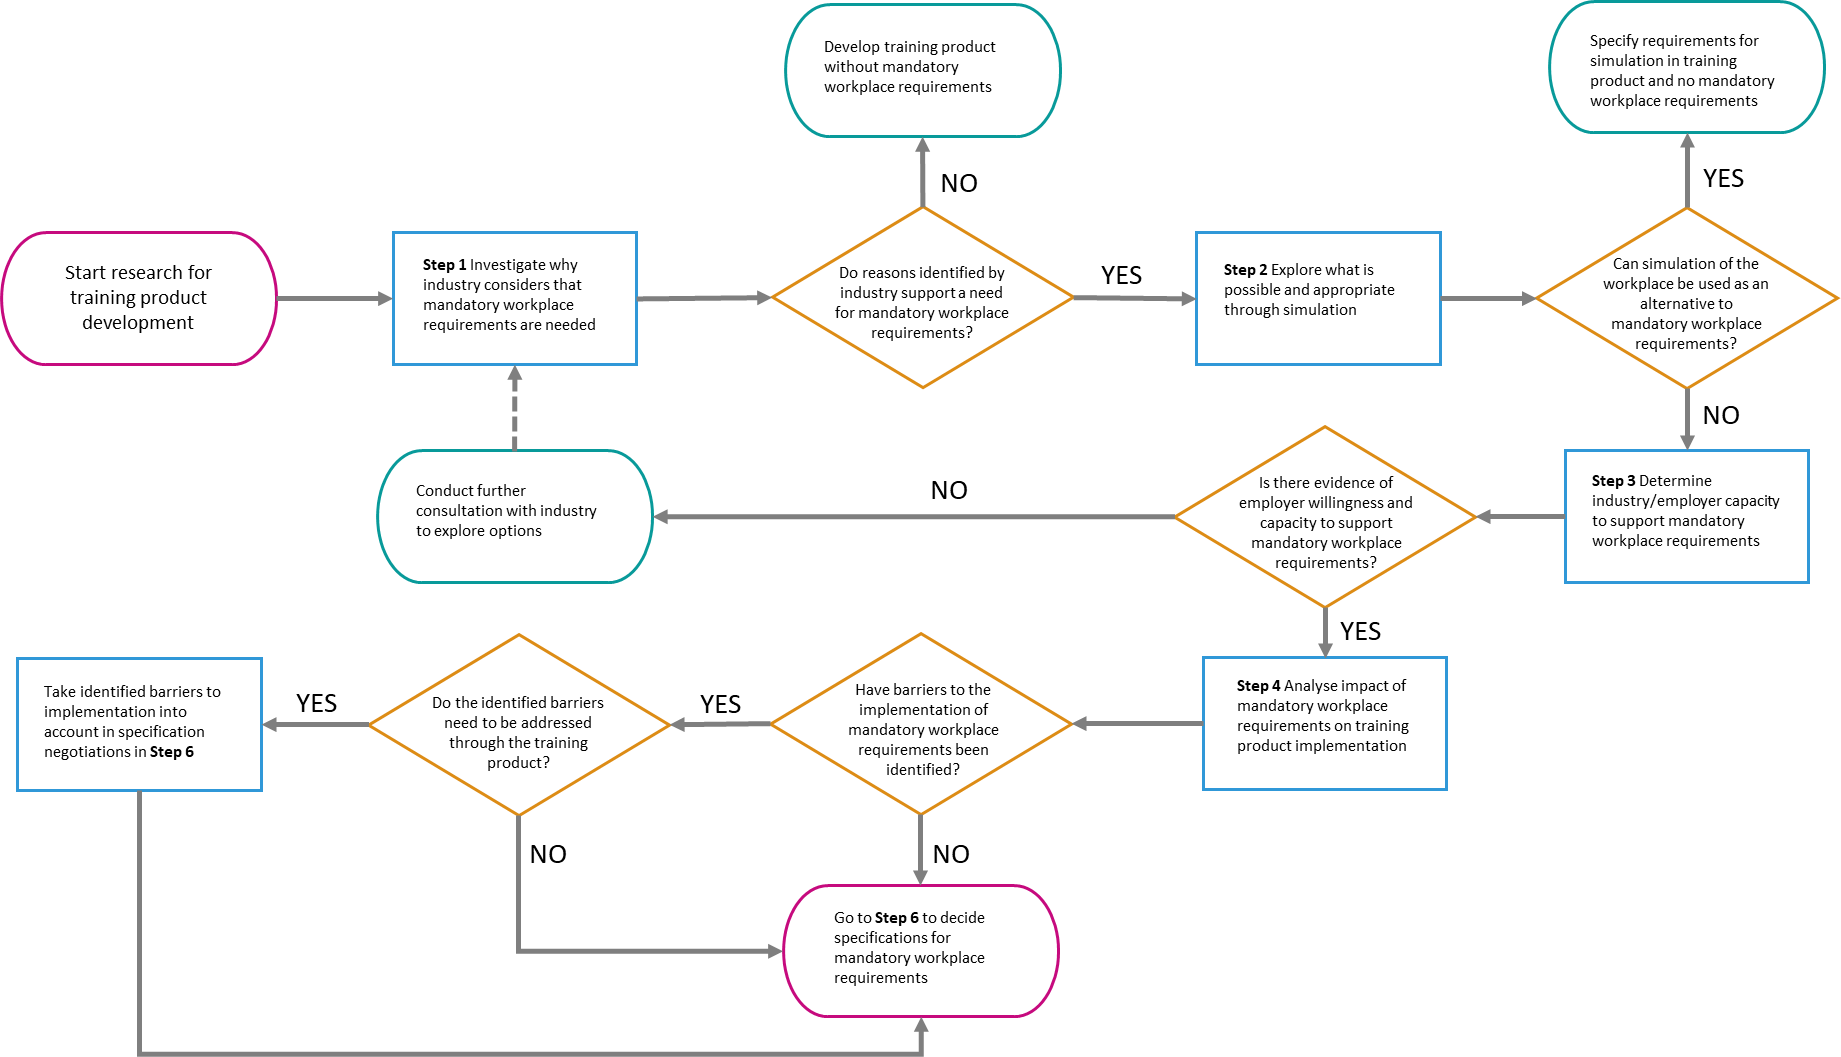 Develop training product
without mandatory
workplace requirements
Specify requirements for
simulation in training
product and no mandatory
workplace requirements
NO
YES
Start research for
training product
development
Step 1 Investigate why
industry considers that
mandatory workplace
requirements are needed
Do reasons identified by
industry support a need
for mandatory workplace
requirements?
YES
Step 2 Explore what is
possible and appropriate
through simulation
Can simulation of the
workplace be used as an
alternative to
mandatory workplace
requirements?
NO
Conduct further
consultation with industry
to explore options
NO
Is there evidence of
employer willingness and
capacity to support
mandatory workplace
requirements?
Step 3 Determine
industry/employer capacity
to support mandatory
workplace requirements
YES
Take identified barriers to
implementation into
account in specification
negotiations in Step 6
YES
Do the identified barriers
need to be addressed
through the training
product?
YES
Have barriers to the
implementation of
mandatory workplace
requirements been
identified?
Step 4 Analyse impact of
mandatory workplace
requirements on training
product implementation
NO
NO
Go to Step 6 to decide
specifications for
mandatory workplace
requirements